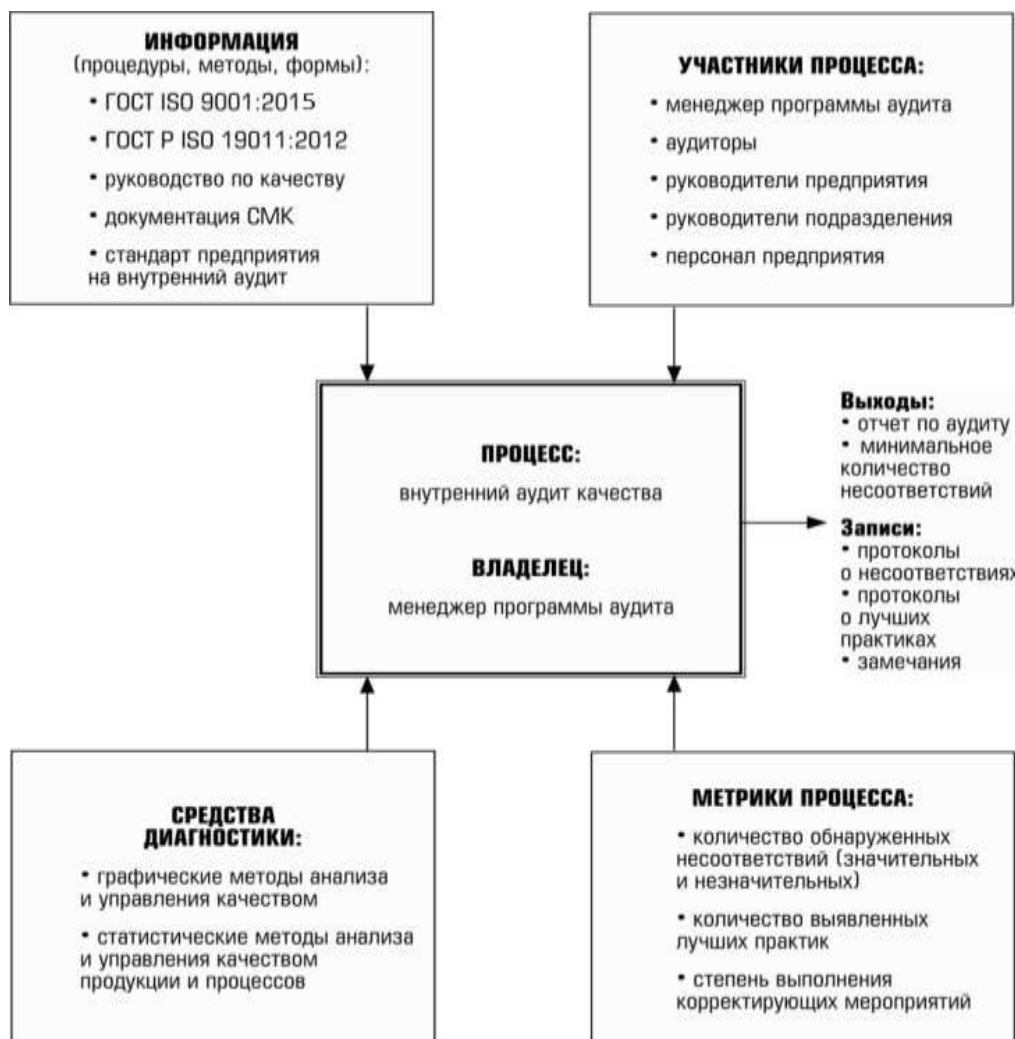 ИНФОРМАЦИЯ
(процедуры, методы, формы):
• ГОСТ ISO 9001:2015
• ГОСТ Р ISO 19011:2012
• руководство по качеству
• документация СМК
• стандарт предприятия
на внутренний аудит
УЧАСТНИКИ ПРОЦЕССА:
• менеджер программы аудита
• аудиторы
• руководители предприятия
• руководители подразделения
• персонал предприятия
ПРОЦЕСС:
внутренний аудит качества
ВЛАДЕЛЕЦ:
менеджер программы аудита
Выходы:
• отчет по аудиту
• минимальное
количество
несоответствий
Записи:
• протоколы
о несоответствиях
• протоколы
о лучших
практиках
• замечания
СРЕДСТВА
ДИАГНОСТИКИ:
• графические методы анализа
и управления качеством
• статистические методы анализа
и управления качеством
продукции и процессов
МЕТРИКИ ПРОЦЕССА:
• количество обнаруженных
несоответствий (значительных
и незначительных)
• количество выявленных
лучших практик
• степень выполнения
корректирующих мероприятий